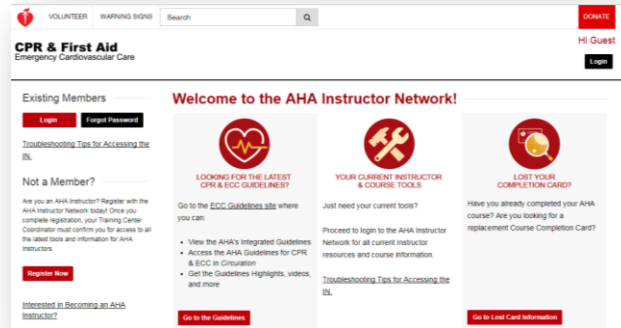 VOLUNTEER
WARNING SIGNS
Search
DONATE
Hi Guest
CPR & First Aid
Emergency Cardiovascular Care
Login
Existing Members
Login
Forgot Password
Troubleshooting Tips for Accessing the
IN.
Not a Member?
Are you an AHA Instructor? Register with the
AHA Instructor Network today! Once you
complete registration, your Training Center
Coordinator must confirm you for access to all
the latest tools and information for AHA
Instructors.
Register Now
Interested in Becoming an AHA
Instructor?
Welcome to the AHA Instructor Network!
LOOKING FOR THE LATEST
CPR & ECC GUIDELINES?
Go to the ECC Guidelines site where
you can:
• View the AHA's Integrated Guidelines
• Access the AHA Guidelines for CPR
& ECC in Circulation
• Get the Guidelines Highlights, videos,
and more
Go to the Guidelines
YOUR CURRENT INSTRUCTOR
& COURSE TOOLS
Just need your current tools?
Proceed to login to the AHA Instructor
Network for all current Instructor
resources and course information.
Troubleshooting Tips for Accessing the
IN.
LOST YOUR
COMPLETION CARD?
Have you already completed your AHA
course? Are you looking for a
replacement Course Completion Card?
Go to Lost Card Information